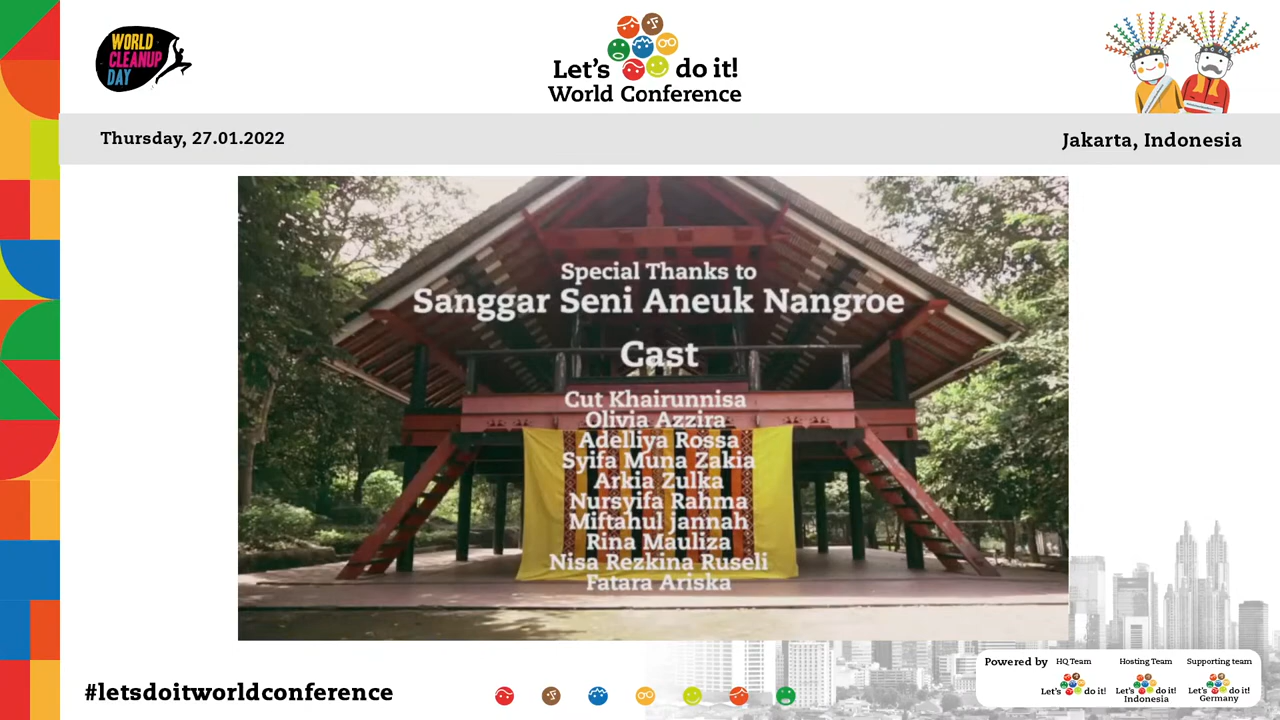 WORLD
CLEANUP
DAY
Let's do it!
World Conference
Thursday, 27.01.2022
Jakarta, Indonesia
Special Thanks to
Sanggar Seni Aneuk Nangroe
Cast
Cut Khairunnisa
Olivia Azzira
Adelliya Rossa
Syifa Muna Zakia
Arkia Zulka
Nursyifa Rahma
Miftahul jannah
Rina Mauliza
Nisa Rezkina Ruseli
Fatara Ariska
#letsdoitworldconference
Powered by
HQ Team
Let's do it!
Hosting Team
Let's do it!
Indonesia
Supporting team
Let's do it!
Germany